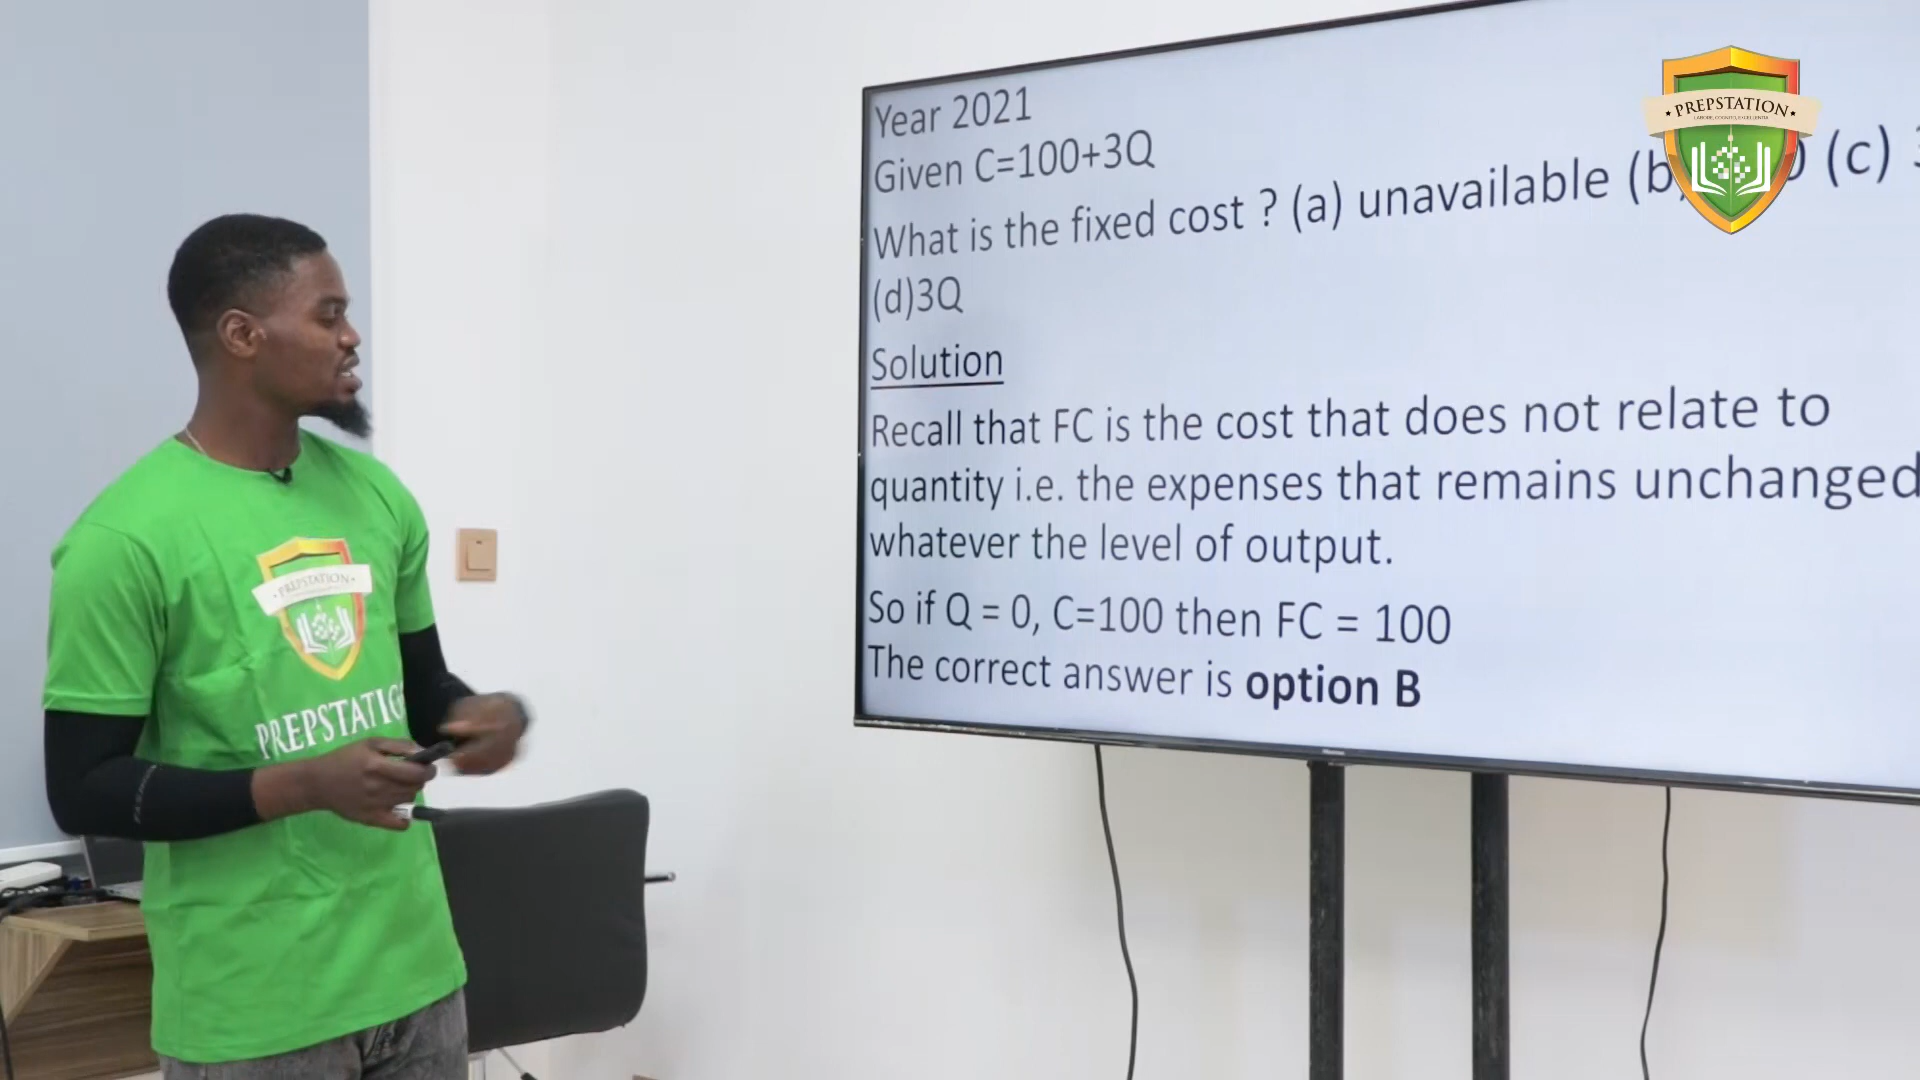 Year 2021
Given C=100+3Q
What is the fixed cost ? (a) unavailable (b) (c)
(d)3Q
Solution
Recall that FC is the cost that does not relate to
quantity i.e. the expenses that remains unchanged
whatever the level of output.
So if Q = 0, C=100 then FC = 100
The correct answer is option B
PREPSTATION
PREPSTATION
PREPSTATIO